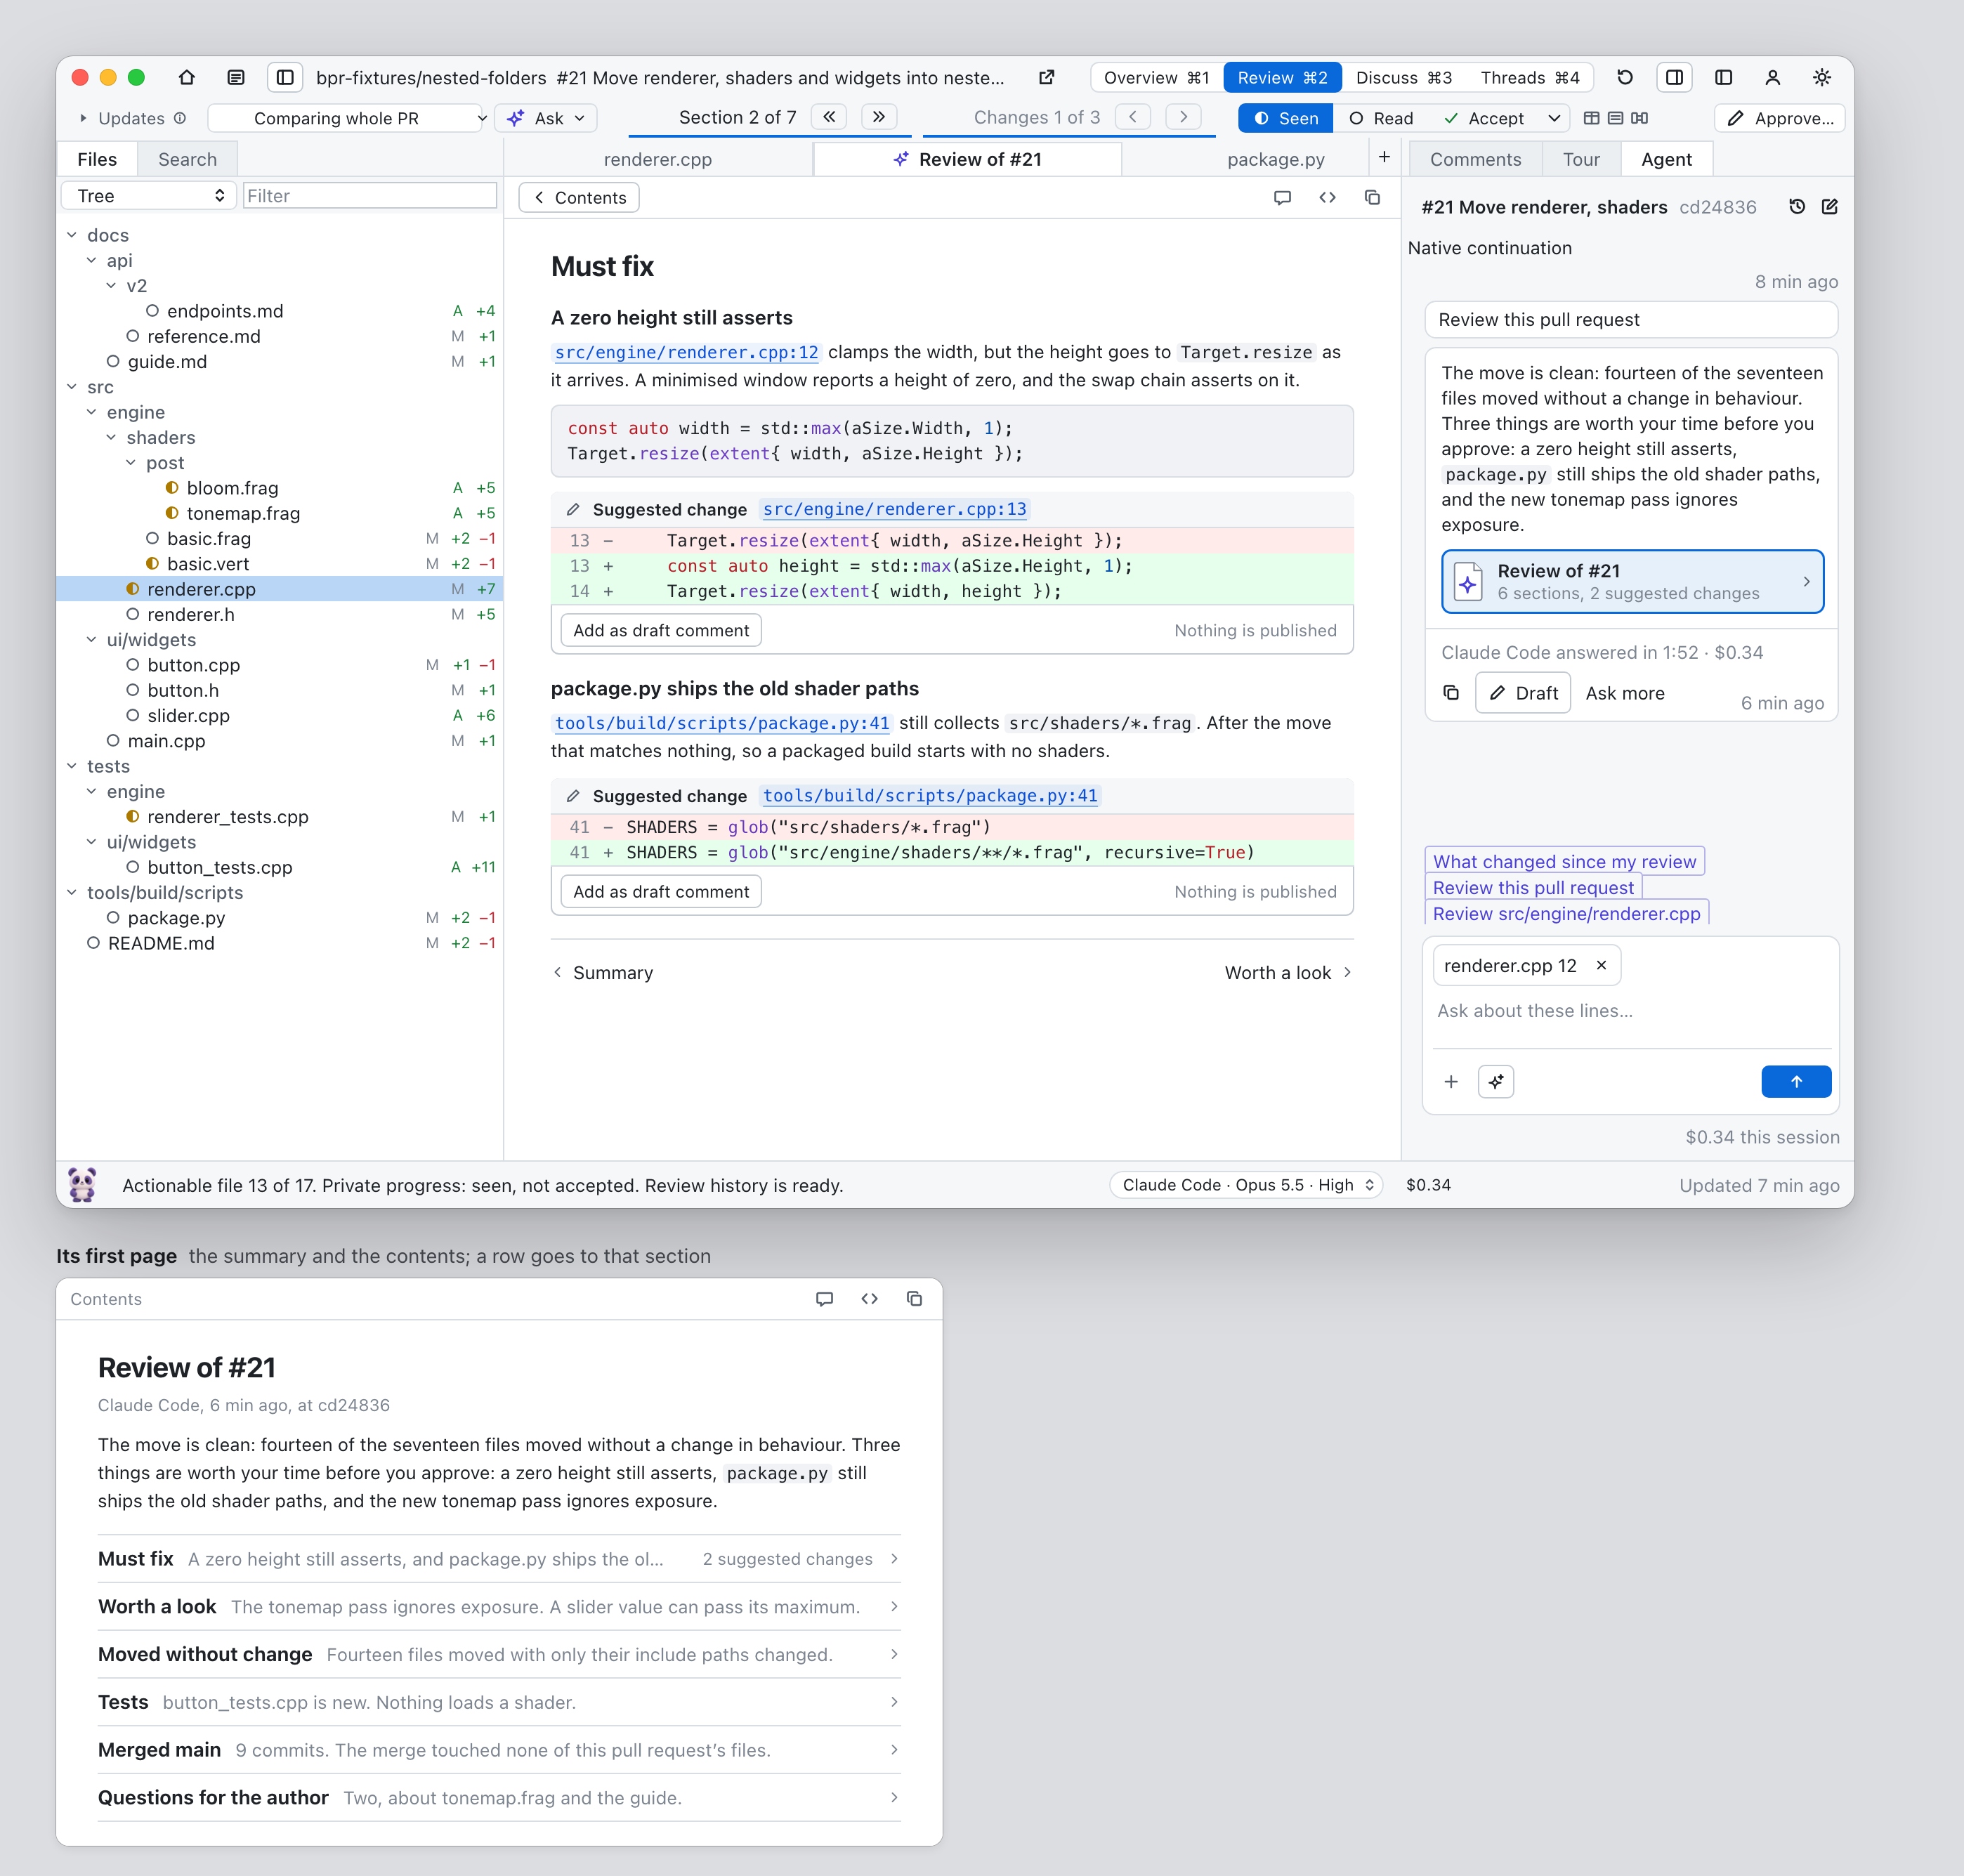 bpr-fixtures/nested-folders #21 Move renderer, shaders and widgets into neste...
Overview ⌘1
Review ⌘2
Discuss ⌘3
Threads ⌘4
Updates
Comparing whole PR
Ask
Section 2 of 7
Changes 1 of 3
Seen
Read
Accept
Approve...
Files
Search
Tree
Filter
docs
api
v2
endpoints.md A +4
reference.md M +1
guide.md M +1
src
engine
shaders
post
bloom.frag A +5
tonemap.frag A +5
basic.frag M +2 −1
basic.vert M +2 −1
renderer.cpp M +7
renderer.h M +5
ui/widgets
button.cpp M +1 −1
button.h M +1
slider.cpp A +6
main.cpp M +1
tests
engine
renderer_tests.cpp M +1
ui/widgets
button_tests.cpp A +11
tools/build/scripts
package.py M +2 −1
README.md M +2 −1
renderer.cpp
Review of #21
package.py
+
Contents
Must fix
A zero height still asserts
src/engine/renderer.cpp:12 clamps the width, but the height goes to Target.resize as
it arrives. A minimised window reports a height of zero, and the swap chain asserts on it.
const auto width = std::max(aSize.Width, 1);
Target.resize(extent{ width, aSize.Height });
Suggested change src/engine/renderer.cpp:13
13 − Target.resize(extent{ width, aSize.Height });
13 + const auto height = std::max(aSize.Height, 1);
14 + Target.resize(extent{ width, height });
Add as draft comment
Nothing is published
package.py ships the old shader paths
tools/build/scripts/package.py:41 still collects src/shaders/*.frag. After the move
that matches nothing, so a packaged build starts with no shaders.
Suggested change tools/build/scripts/package.py:41
41 − SHADERS = glob("src/shaders/*.frag")
41 + SHADERS = glob("src/engine/shaders/**/*.frag", recursive=True)
Add as draft comment
Nothing is published
Summary
Worth a look
Comments
Tour
Agent
#21 Move renderer, shaders cd24836
Native continuation
8 min ago
Review this pull request
The move is clean: fourteen of the seventeen
files moved without a change in behaviour.
Three things are worth your time before you
approve: a zero height still asserts,
package.py still ships the old shader paths,
and the new tonemap pass ignores
exposure.
Review of #21
6 sections, 2 suggested changes
Claude Code answered in 1:52 · $0.34
Draft
Ask more
6 min ago
What changed since my review
Review this pull request
Review src/engine/renderer.cpp
renderer.cpp 12 ×
Ask about these lines...
$0.34 this session
Actionable file 13 of 17. Private progress: seen, not accepted. Review history is ready.
Claude Code · Opus 5.5 · High
$0.34
Updated 7 min ago
Its first page the summary and the contents; a row goes to that section
Contents
Review of #21
Claude Code, 6 min ago, at cd24836
The move is clean: fourteen of the seventeen files moved without a change in behaviour. Three
things are worth your time before you approve: a zero height still asserts, package.py still
ships the old shader paths, and the new tonemap pass ignores exposure.
Must fix A zero height still asserts, and package.py ships the ol... 2 suggested changes
Worth a look The tonemap pass ignores exposure. A slider value can pass its maximum.
Moved without change Fourteen files moved with only their include paths changed.
Tests button_tests.cpp is new. Nothing loads a shader.
Merged main 9 commits. The merge touched none of this pull request’s files.
Questions for the author Two, about tonemap.frag and the guide.